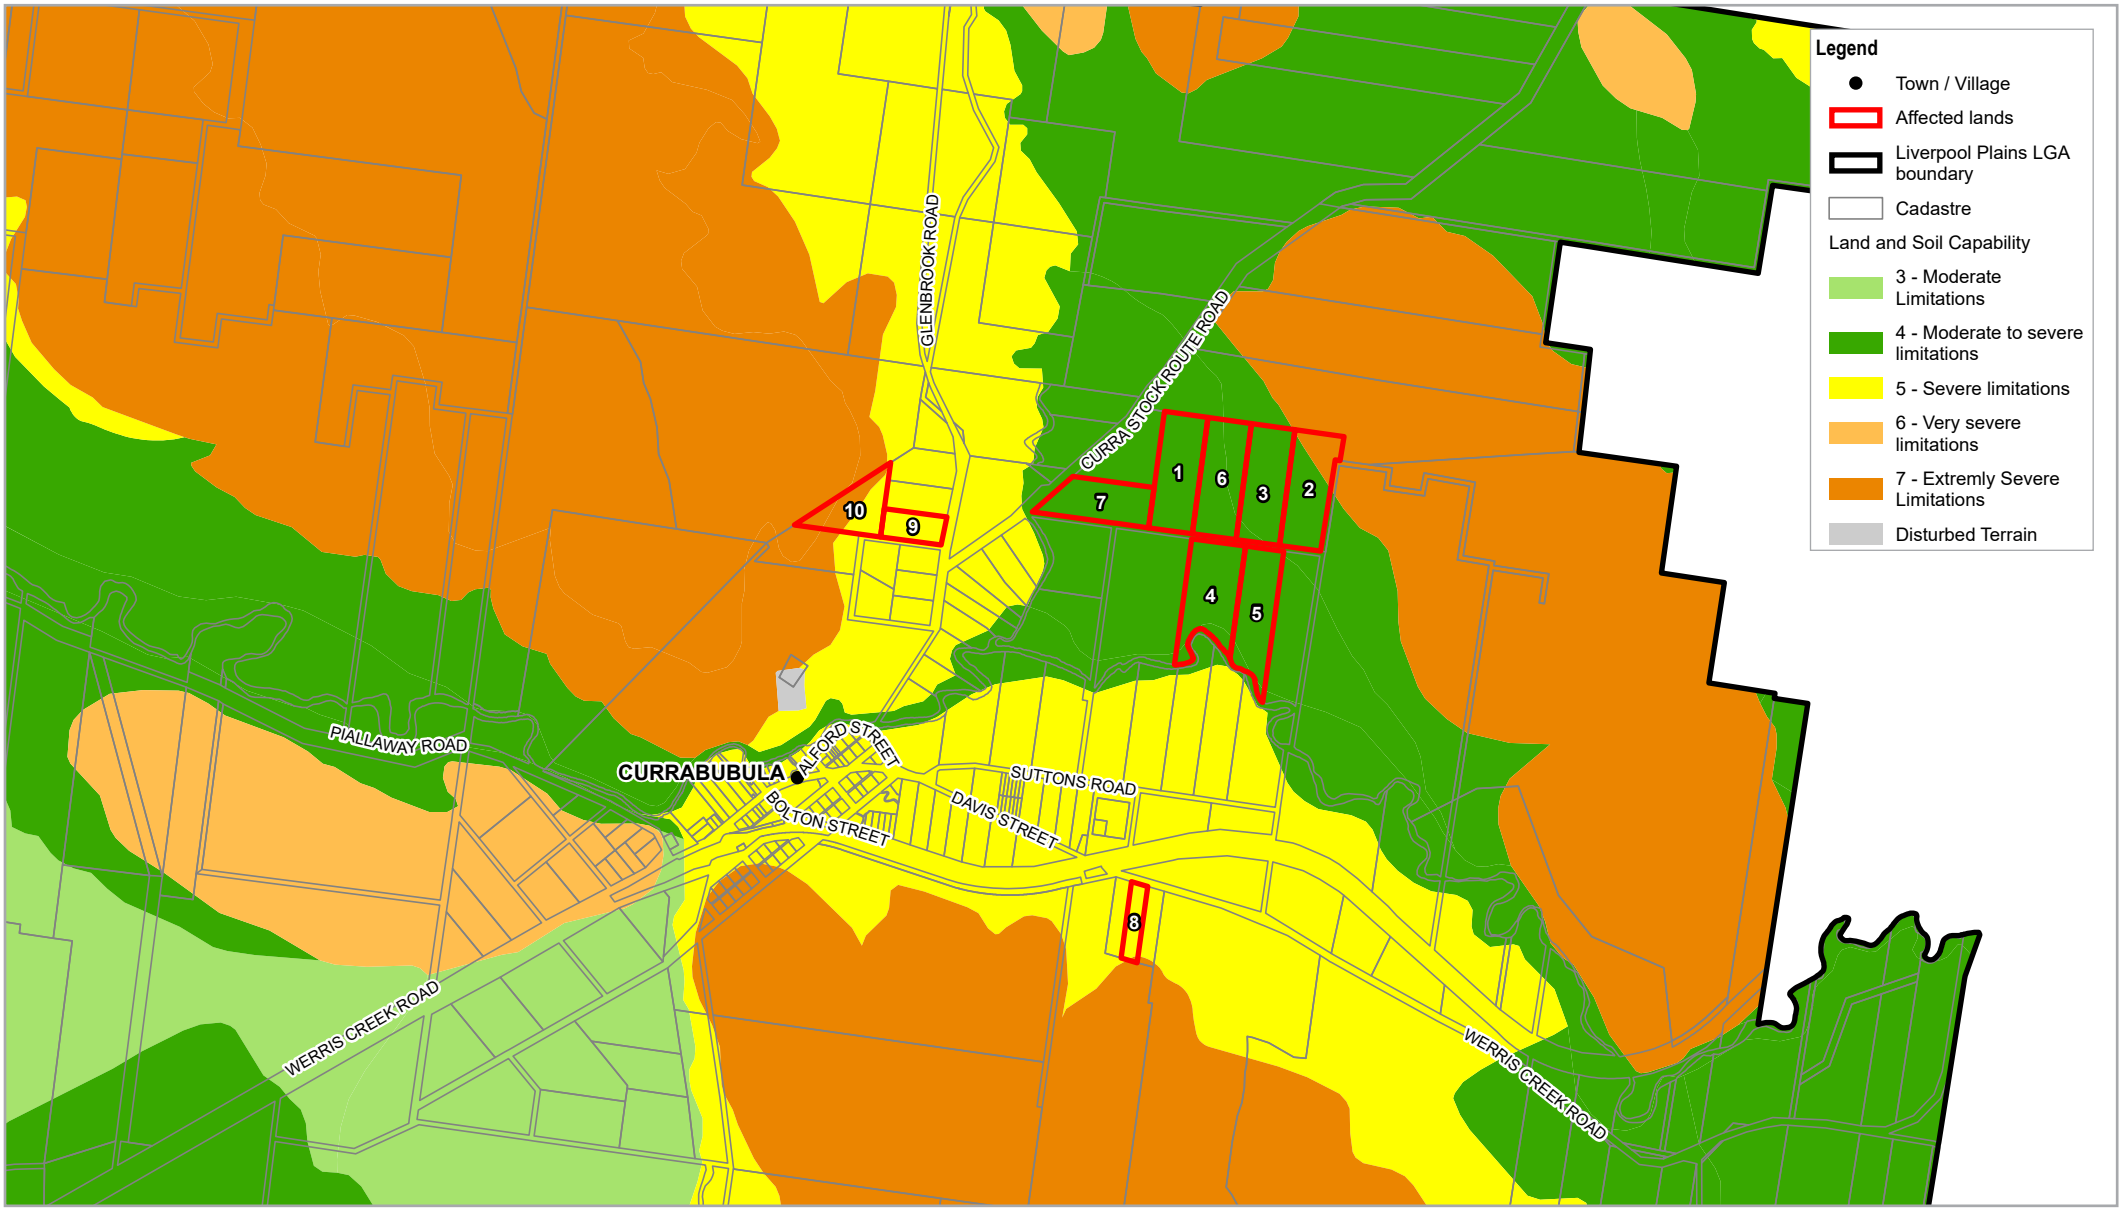 Legend
Town / Village
Affected lands
Liverpool Plains LGA
boundary
Cadastre
Land and Soil Capability
3 - Moderate
Limitations
4 - Moderate to severe
limitations
5 - Severe limitations
6 - Very severe
limitations
7 - Extremly Severe
Limitations
Disturbed Terrain
GLENBROOK ROAD
CURRA STOCK ROUTE ROAD
1
6
3
2
7
10
9
4
5
PIALLAWAY ROAD
CURRABUBULA
ALFORD STREET
SUTTONS ROAD
DAVIS STREET
BOLTON STREET
8
WERRIS CREEK ROAD
WERRIS CREEK ROAD